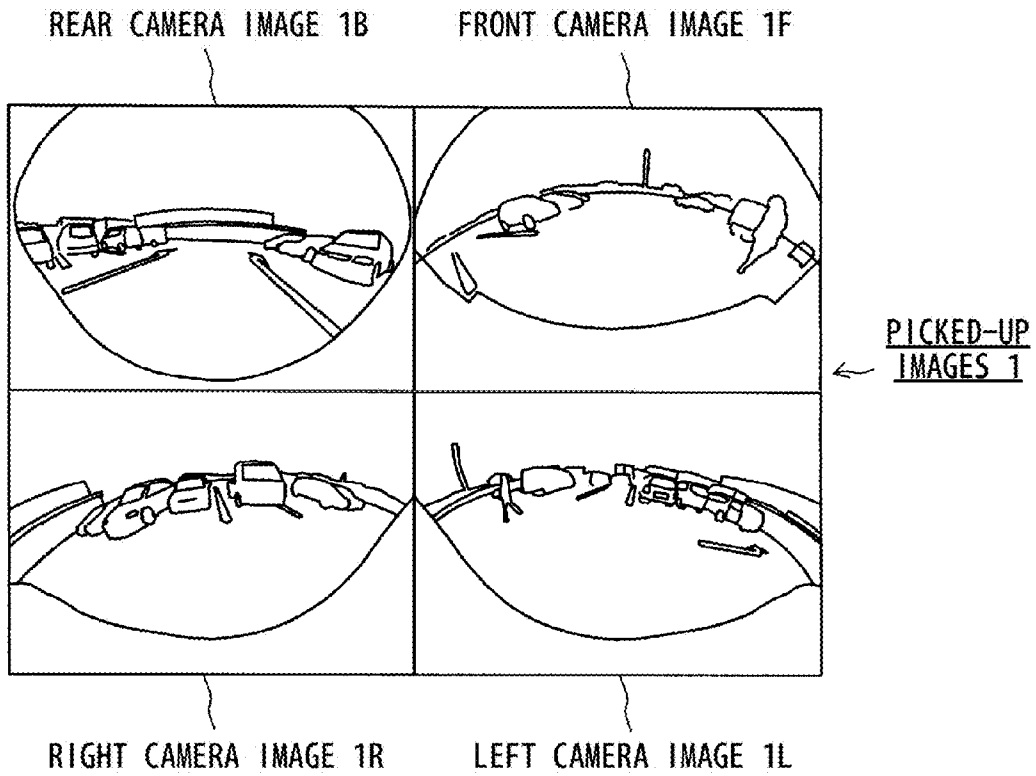 REAR CAMERA IMAGE 1B
FRONT CAMERA IMAGE 1F
PICKED-UP
IMAGES 1
RIGHT CAMERA IMAGE 1R
LEFT CAMERA IMAGE 1L